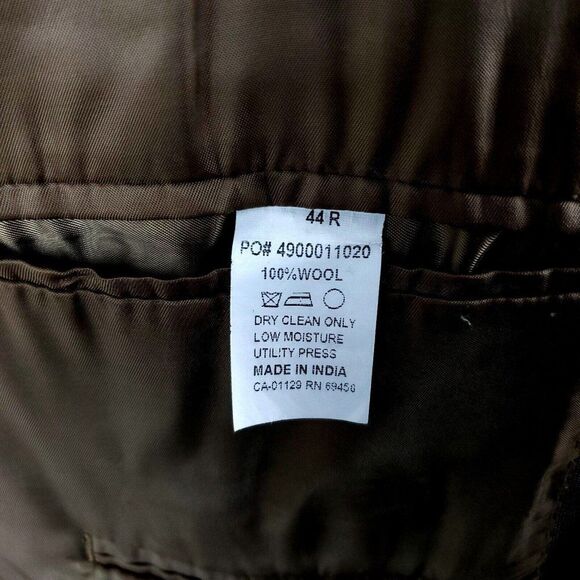 44 R
PO# 4900011020
100%WOOL
DRY CLEAN ONLY
LOW MOISTURE
UTILITY PRESS
MADE IN INDIA
CA-01129 RN 69456